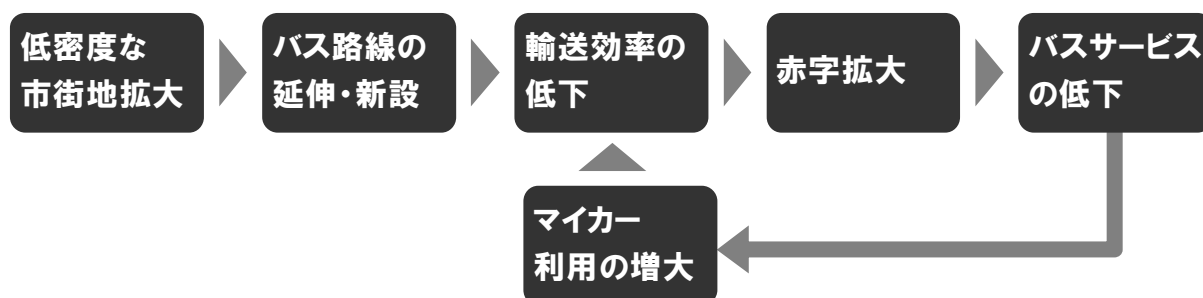 低密度な
市街地拡大
バス路線の
延伸・新設
輸送効率の
低下
赤字拡大
バスサービス
の低下
マイカー
利用の増大